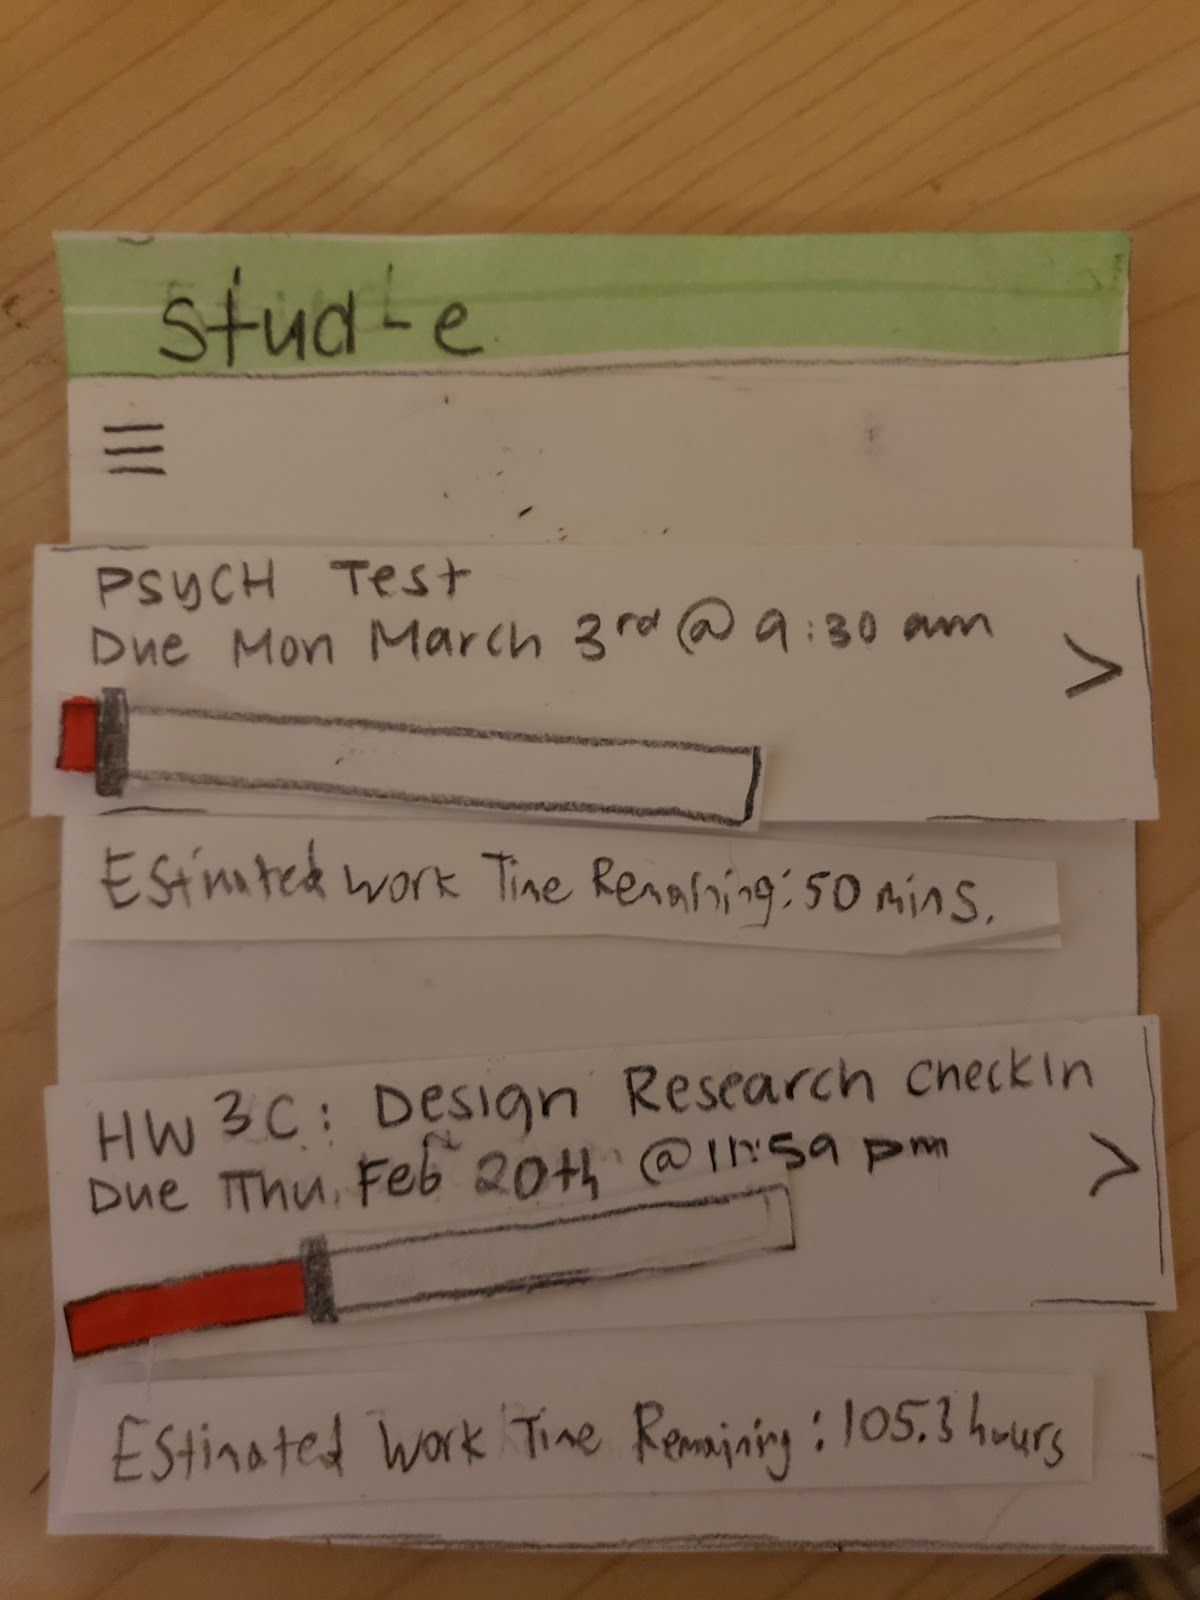 stud-e
PSYCH Test
Due Mon March 3rd @ 9:30 am
>
Estimated work Time Remaining: 50 mins.
HW 3C: Design Research checkIn
Due Thu. Feb 20th @ 11:59 pm
>
Estimated Work Time Remaining: 105.3 hours